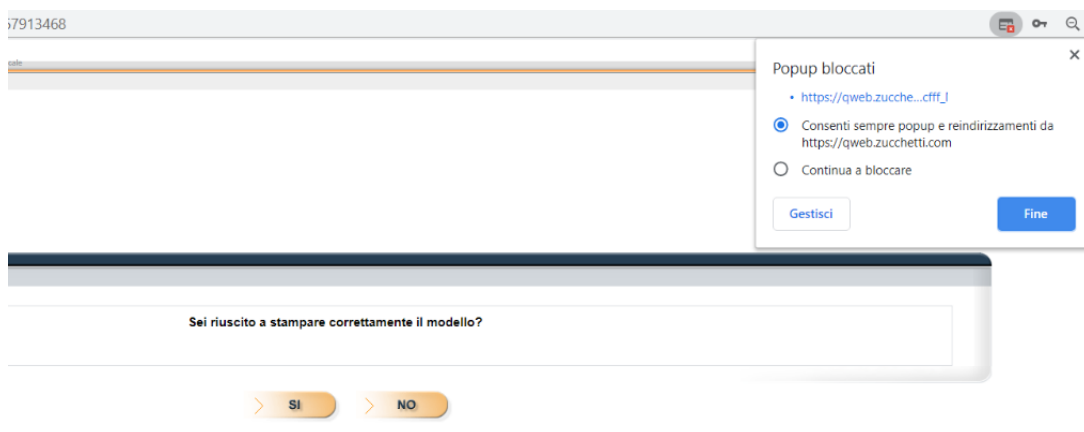 57913468
cale
Popup bloccati
https://qweb.zucche...cfff_l
Consenti sempre popup e reindirizzamenti da
https://qweb.zucchetti.com
Continua a bloccare
Gestisci
Fine
Sei riuscito a stampare correttamente il modello?
SI
NO